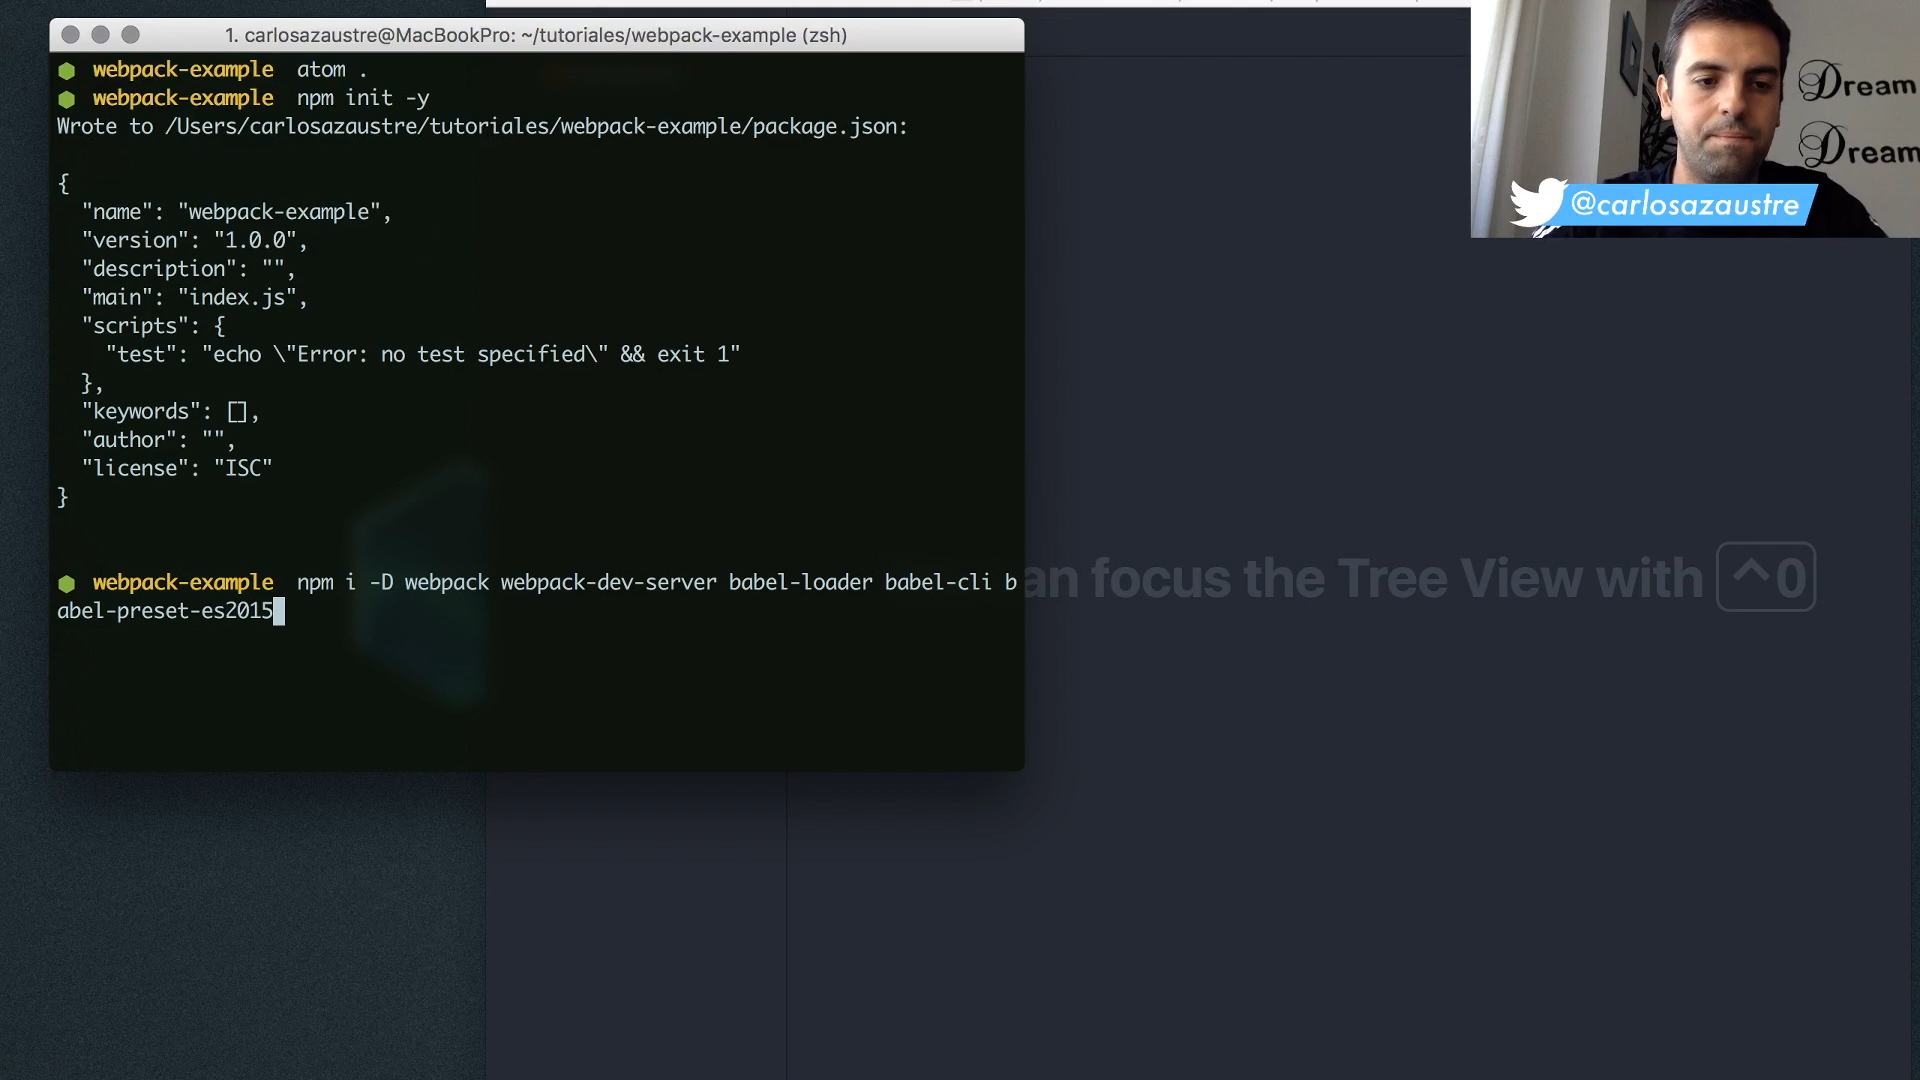 1. carlosazaustre@MacBookPro: ~/tutoriales/webpack-example (zsh)
webpack-example atom .
webpack-example npm init -y
Wrote to /Users/carlosazaustre/tutoriales/webpack-example/package.json:
{
"name": "webpack-example",
"version": "1.0.0",
"description": "",
"main": "index.js",
"scripts": {
"test": "echo \"Error: no test specified\" && exit 1"
},
"keywords": [],
"author": "",
"license": "ISC"
}
webpack-example npm i -D webpack webpack-dev-server babel-loader babel-cli b
abel-preset-es2015
an focus the Tree View with ^0
Dream
Dream
@carlosazaustre